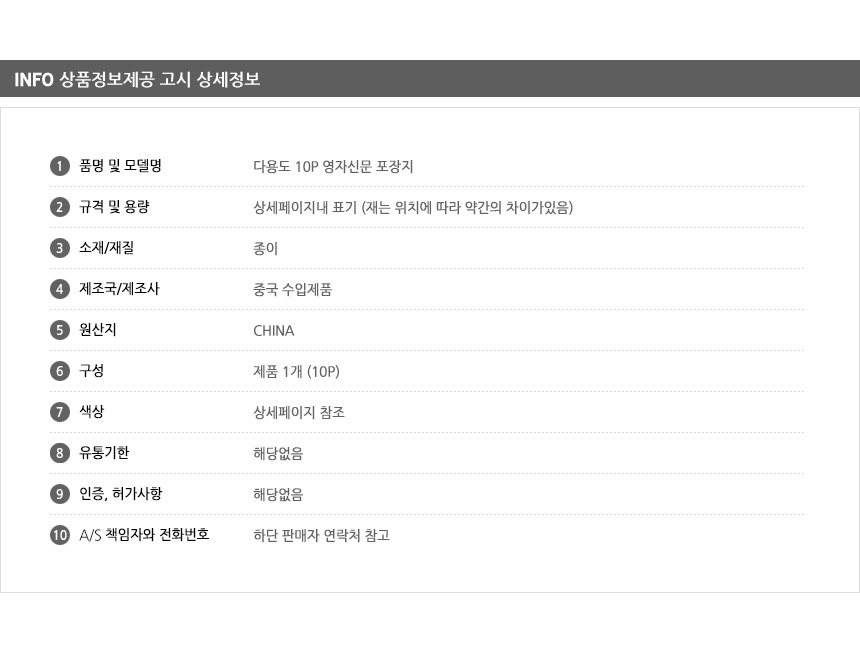 INFO 상품정보제공 고시 상세정보
1 품명 및 모델명 다용도 10P 영자신문 포장지
2 규격 및 용량 상세페이지내 표기 (재는 위치에 따라 약간의 차이가있음)
3 소재/재질 종이
4 제조국/제조사 중국 수입제품
5 원산지 CHINA
6 구성 제품 1개 (10P)
7 색상 상세페이지 참조
8 유통기한 해당없음
9 인증, 허가사항 해당없음
10 A/S 책임자와 전화번호 하단 판매자 연락처 참고